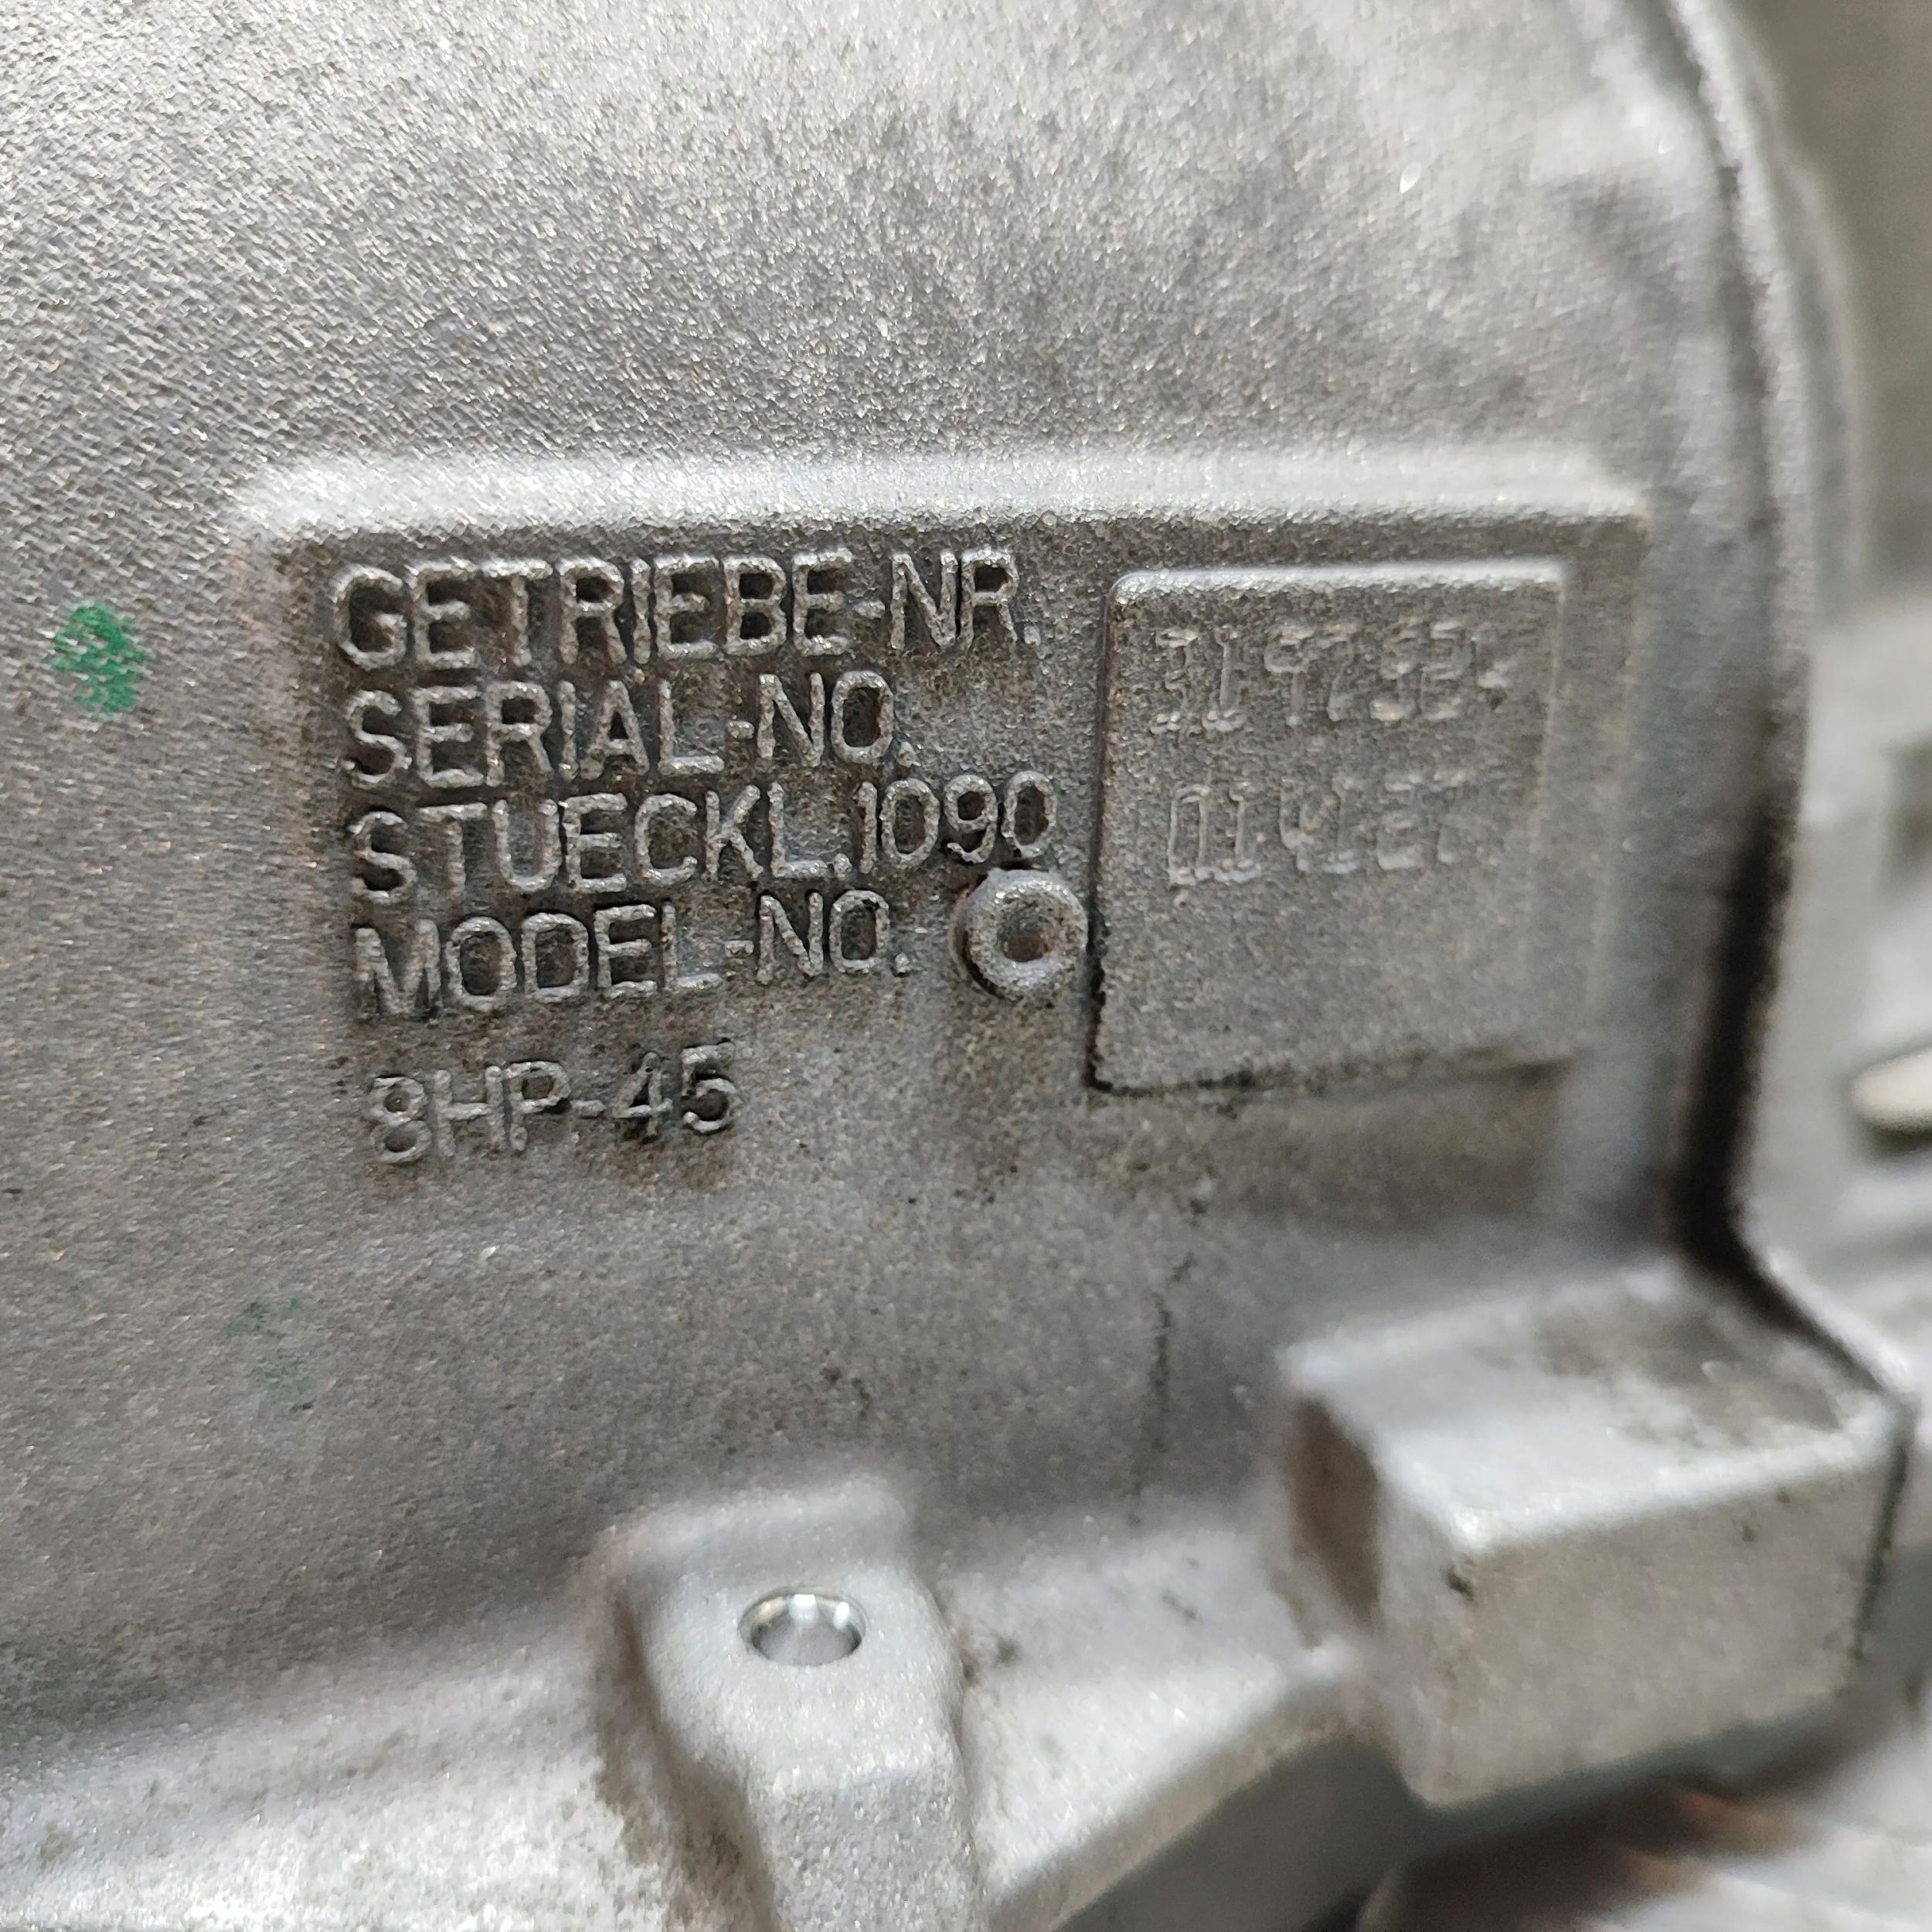 GETRIEBE-NR.
SERIAL-NO.
STUECKL.1090
MODEL-NO.
8HP-45